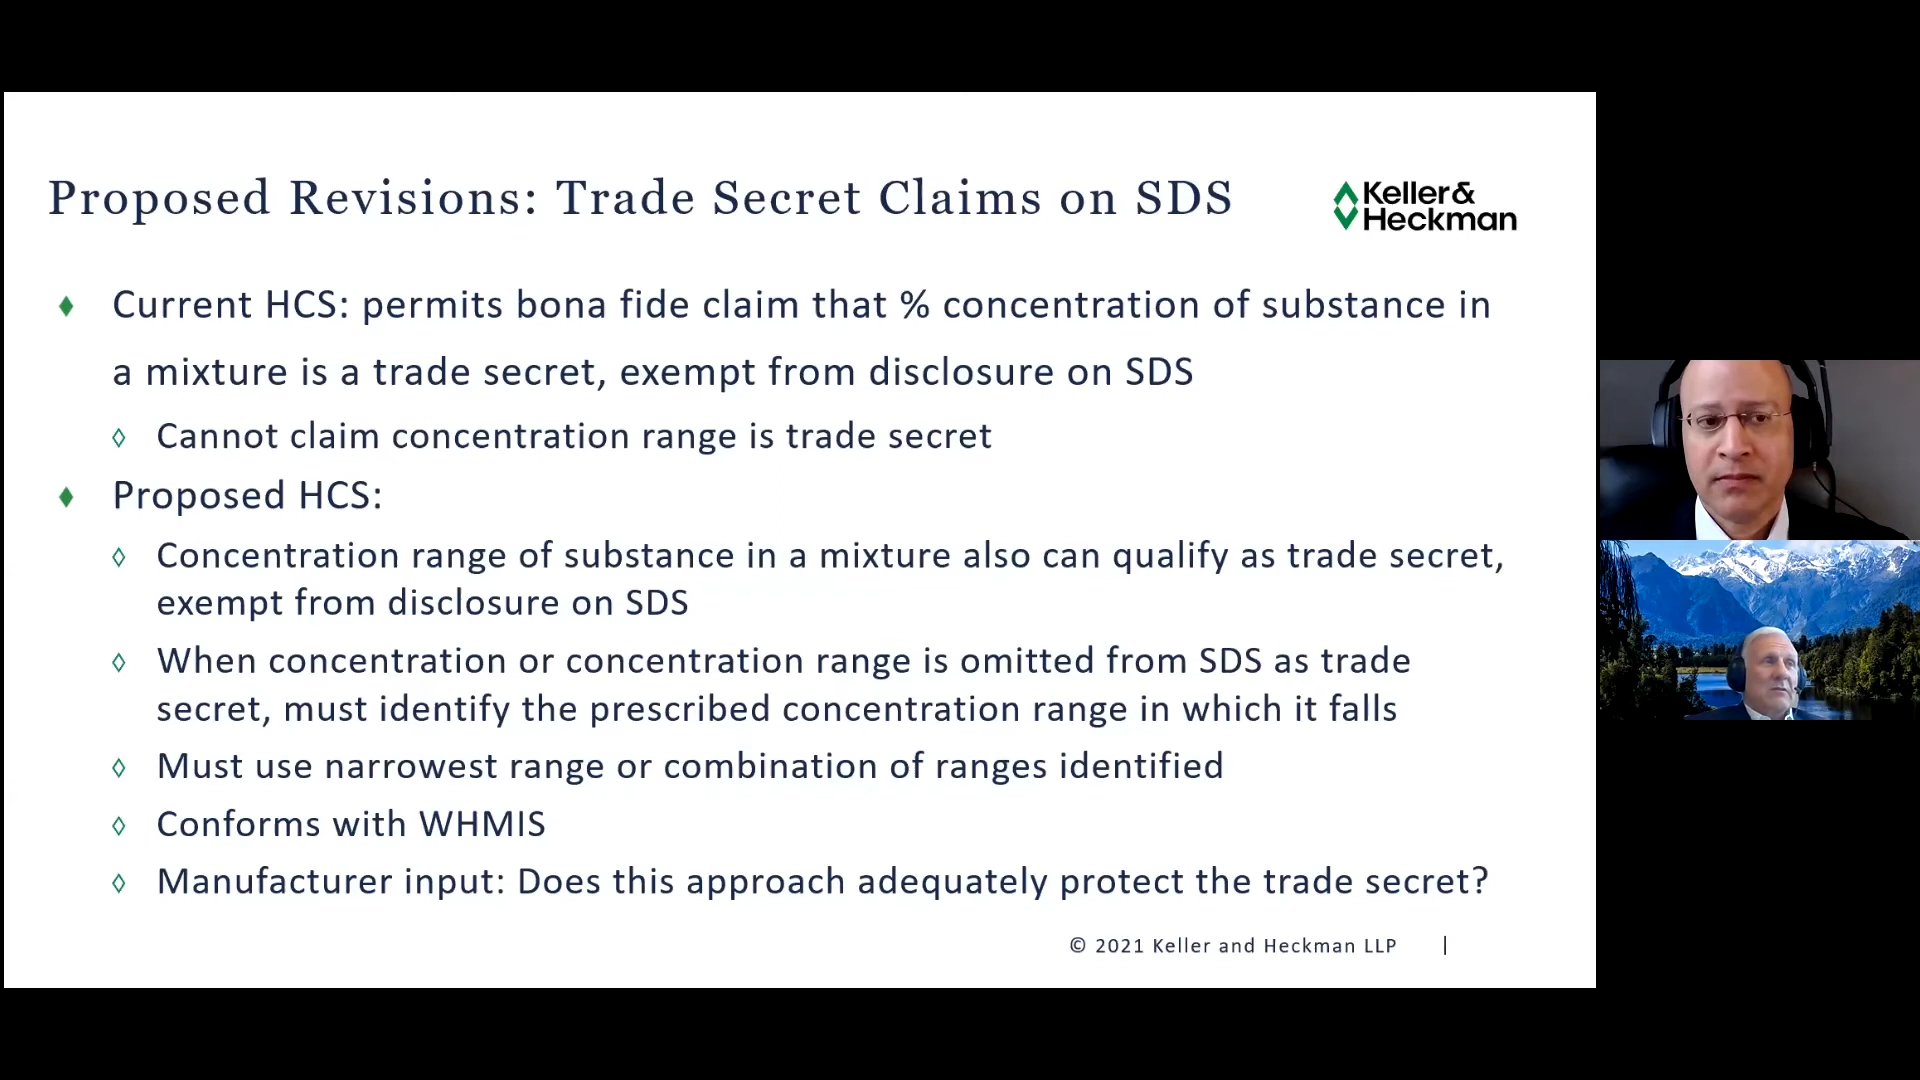 Proposed Revisions: Trade Secret Claims on SDS
Keller&
Heckman
Current HCS: permits bona fide claim that % concentration of substance in
a mixture is a trade secret, exempt from disclosure on SDS
Cannot claim concentration range is trade secret
Proposed HCS:
Concentration range of substance in a mixture also can qualify as trade secret,
exempt from disclosure on SDS
When concentration or concentration range is omitted from SDS as trade
secret, must identify the prescribed concentration range in which it falls
Must use narrowest range or combination of ranges identified
Conforms with WHMIS
Manufacturer input: Does this approach adequately protect the trade secret?
© 2021 Keller and Heckman LLP |